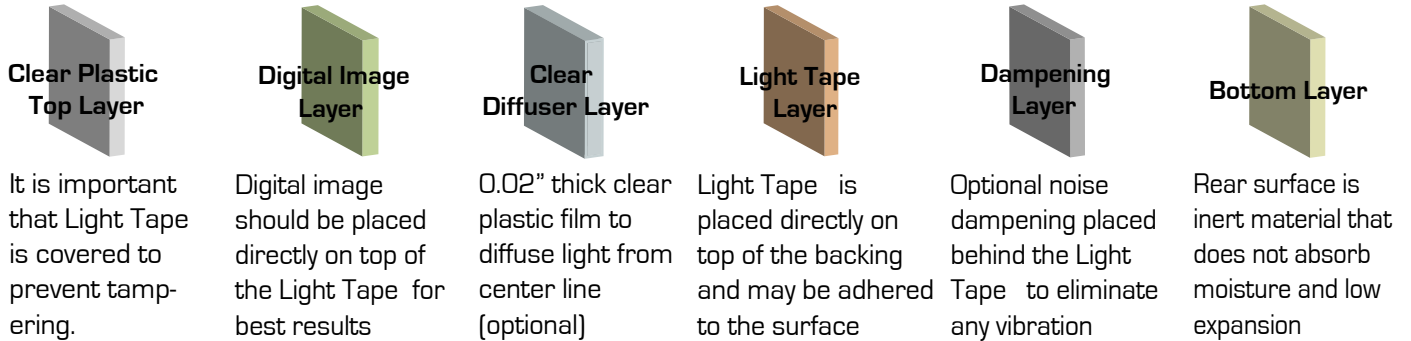 Clear Plastic
Top Layer
It is important
that Light Tape
is covered to
prevent tamp-
ering.
Digital Image
Layer
Digital image
should be placed
directly on top of
the Light Tape for
best results
Clear
Diffuser Layer
0.02” thick clear
plastic film to
diffuse light from
center line
(optional)
Light Tape
Layer
Light Tape is
placed directly on
top of the backing
and may be adhered
to the surface
Dampening
Layer
Optional noise
dampening placed
behind the Light
Tape to eliminate
any vibration
Bottom Layer
Rear surface is
inert material that
does not absorb
moisture and low
expansion